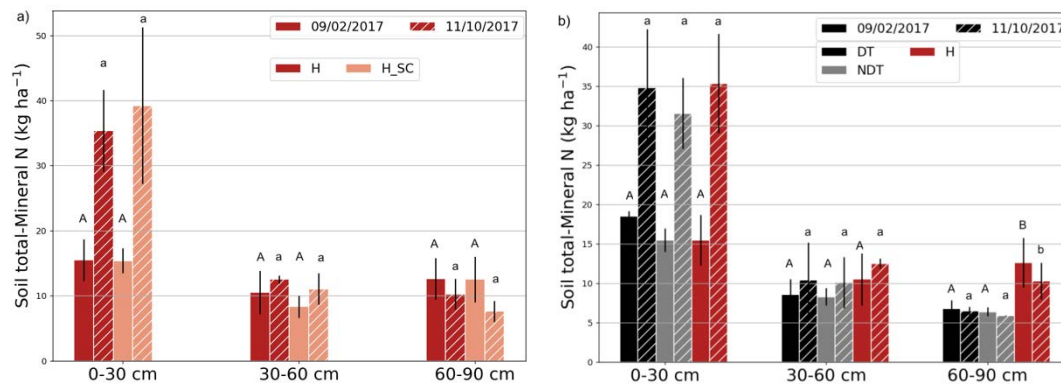 a)
Soil total-Mineral N (kg ha⁻¹)
50
40
30
20
10
0
09/02/2017 11/10/2017
H H_SC
A a A a
A a A a
A a A a
0-30 cm 30-60 cm 60-90 cm
b)
Soil total-Mineral N (kg ha⁻¹)
40
35
30
25
20
15
10
5
0
09/02/2017 11/10/2017
DT H
NDT
A a A a A a
A a A a A a
A a A a B b
0-30 cm 30-60 cm 60-90 cm